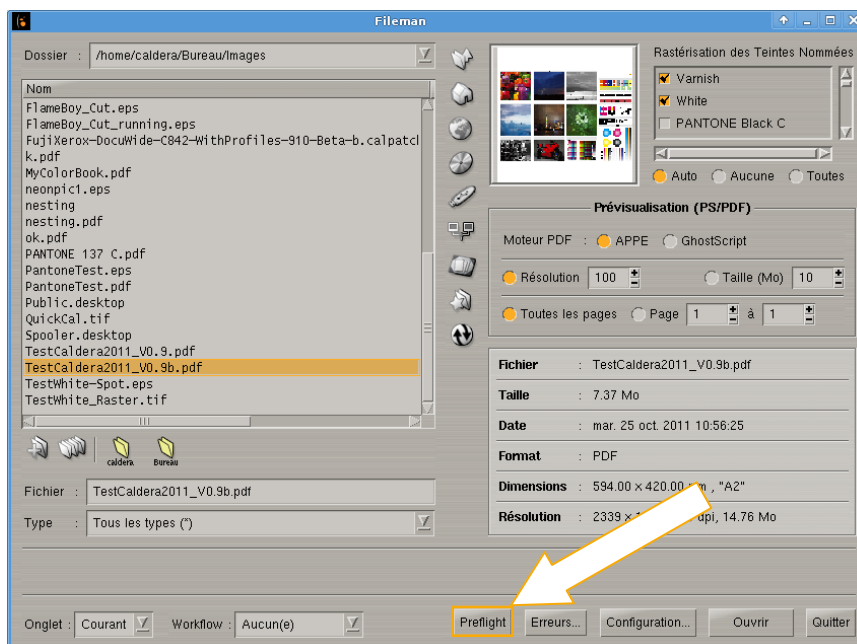 Fileman
Dossier : /home/caldera/Bureau/Images
Nom
FlameBoy_Cut.eps
FlameBoy_Cut_running.eps
FujiXerox-DocuWide-C842-WithProfiles-910-Beta-b.calpatcl
k.pdf
MyColorBook.pdf
neonpic1.eps
nesting
nesting.pdf
ok.pdf
PANTONE 137 C.pdf
PantoneTest.eps
PantoneTest.pdf
Public.desktop
QuickCal.tif
Spooler.desktop
TestCaldera2011_V0.9.pdf
TestCaldera2011_V0.9b.pdf
TestWhite-Spot.eps
TestWhite_Raster.tif
caldera Bureau
Fichier : TestCaldera2011_V0.9b.pdf
Type : Tous les types (*)
Rastérisation des Teintes Nommées
Varnish
White
PANTONE Black C
Auto Aucune Toutes
Prévisualisation (PS/PDF)
Moteur PDF : APPE GhostScript
Résolution 100 Taille (Mo) 10
Toutes les pages Page 1 à 1
Fichier : TestCaldera2011_V0.9b.pdf
Taille : 7.37 Mo
Date : mar. 25 oct. 2011 10:56:25
Format : PDF
Dimensions : 594.00 × 420.00 mm , "A2"
Résolution : 2339 × dpi, 14.76 Mo
Onglet : Courant Workflow : Aucun(e) Preflight Erreurs... Configuration... Ouvrir Quitter